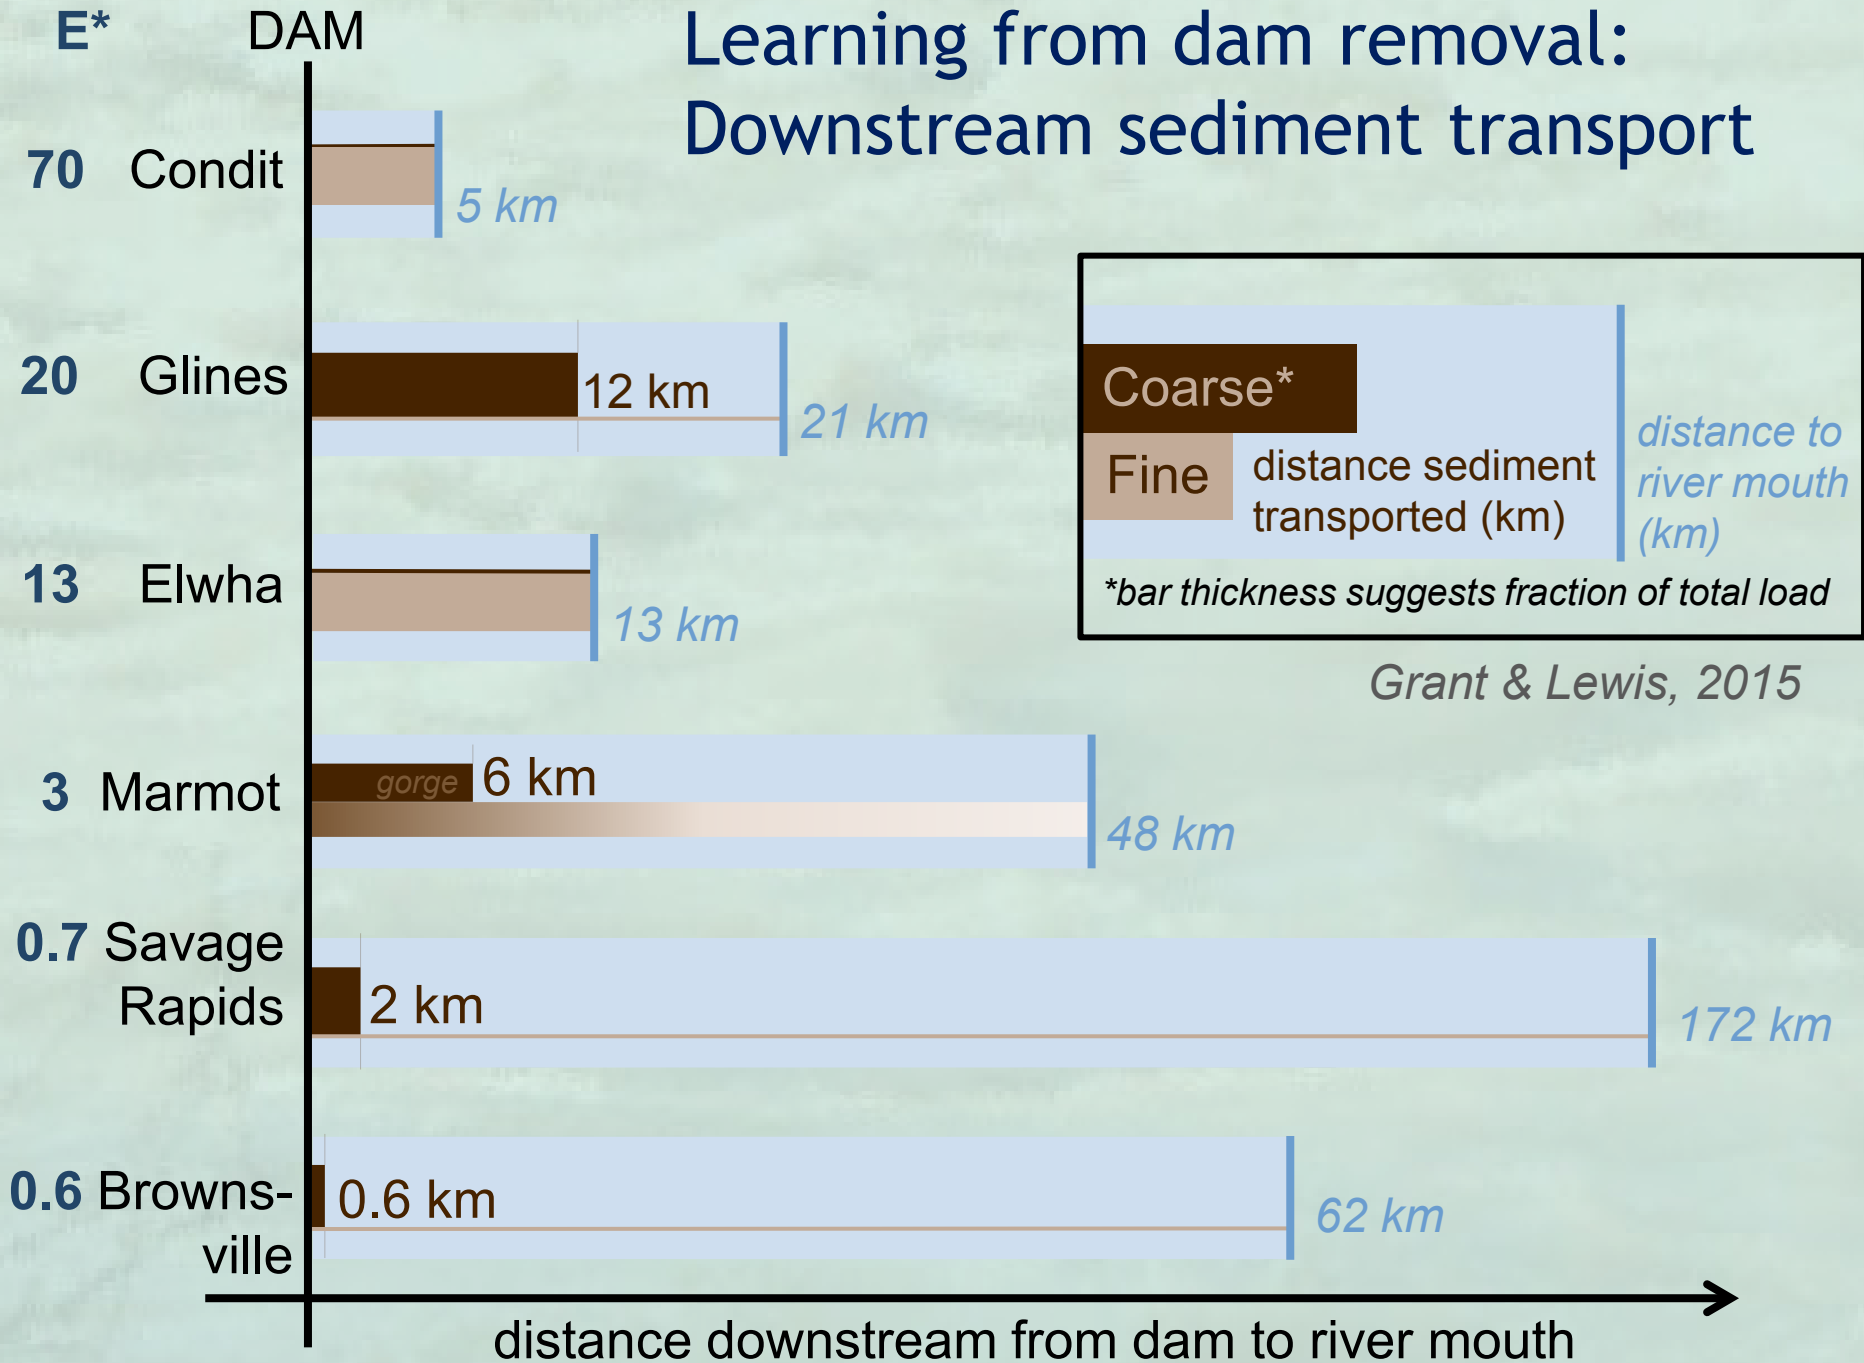 E*
DAM
Learning from dam removal:
Downstream sediment transport
70 Condit
5 km
20 Glines
12 km
21 km
Coarse*
Fine
distance sediment
transported (km)
distance to
river mouth
(km)
*bar thickness suggests fraction of total load
Grant & Lewis, 2015
13 Elwha
13 km
3 Marmot
gorge
6 km
48 km
0.7 Savage
Rapids
2 km
172 km
0.6 Browns-
ville
0.6 km
62 km
distance downstream from dam to river mouth